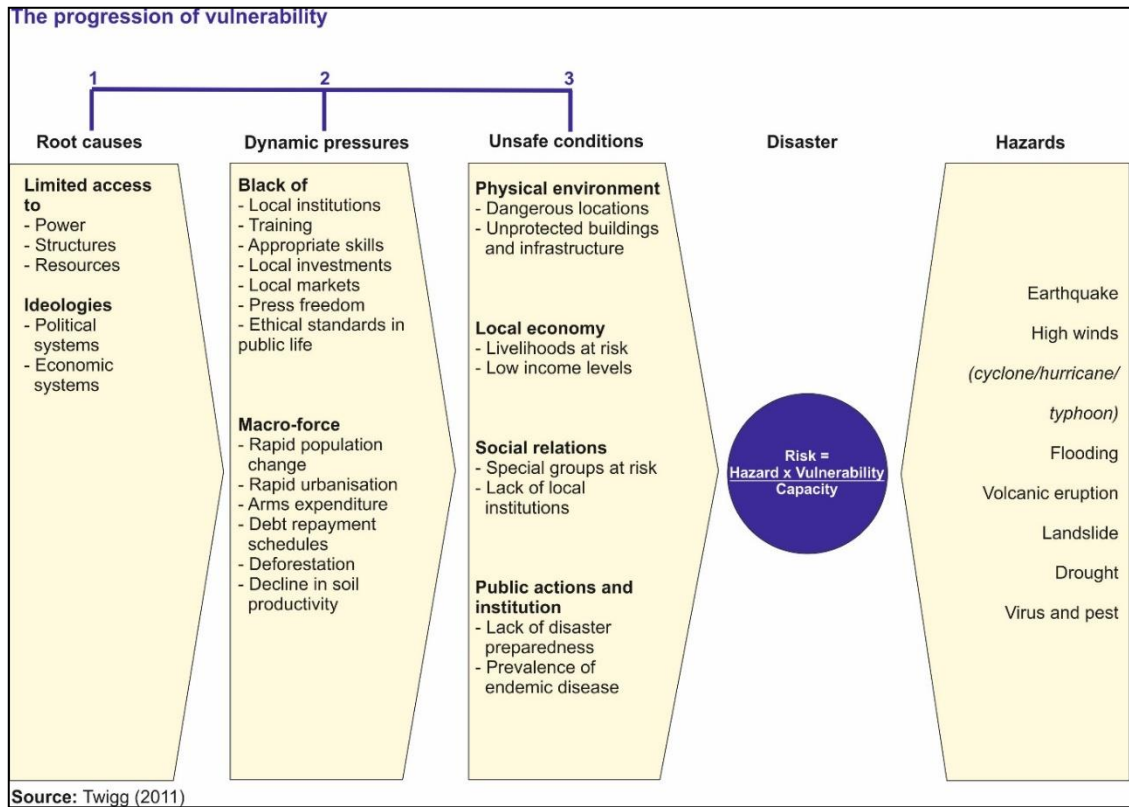 The progression of vulnerability
1
2
3
Root causes
Dynamic pressures
Unsafe conditions
Disaster
Hazards
Limited access
to
- Power
- Structures
- Resources
Ideologies
- Political
systems
- Economic
systems
Black of
- Local institutions
- Training
- Appropriate skills
- Local investments
- Local markets
- Press freedom
- Ethical standards in
public life
Macro-force
- Rapid population
change
- Rapid urbanisation
- Arms expenditure
- Debt repayment
schedules
- Deforestation
- Decline in soil
productivity
Physical environment
- Dangerous locations
- Unprotected buildings
and infrastructure
Local economy
- Livelihoods at risk
- Low income levels
Social relations
- Special groups at risk
- Lack of local
institutions
Public actions and
institution
- Lack of disaster
preparedness
- Prevalence of
endemic disease
Risk =
Hazard x Vulnerability
Capacity
Earthquake
High winds
(cyclone/hurricane/
typhoon)
Flooding
Volcanic eruption
Landslide
Drought
Virus and pest
Source: Twigg (2011)